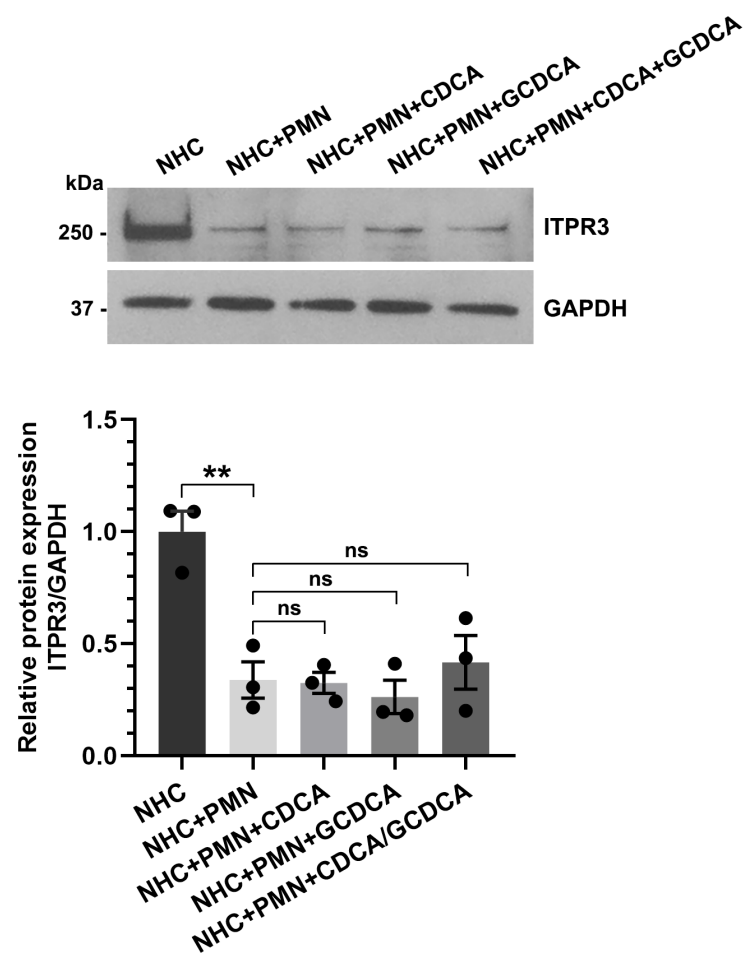 NHC
NHC+PMN
NHC+PMN+CDCA
NHC+PMN+GCDCA
NHC+PMN+CDCA+GCDCA
kDa
250 -
ITPR3
37 -
GAPDH
Relative protein expression
ITPR3/GAPDH
1.5
1.0
0.5
0.0
**
ns
ns
ns
NHC
NHC+PMN
NHC+PMN+CDCA
NHC+PMN+GCDCA
NHC+PMN+CDCA/GCDCA